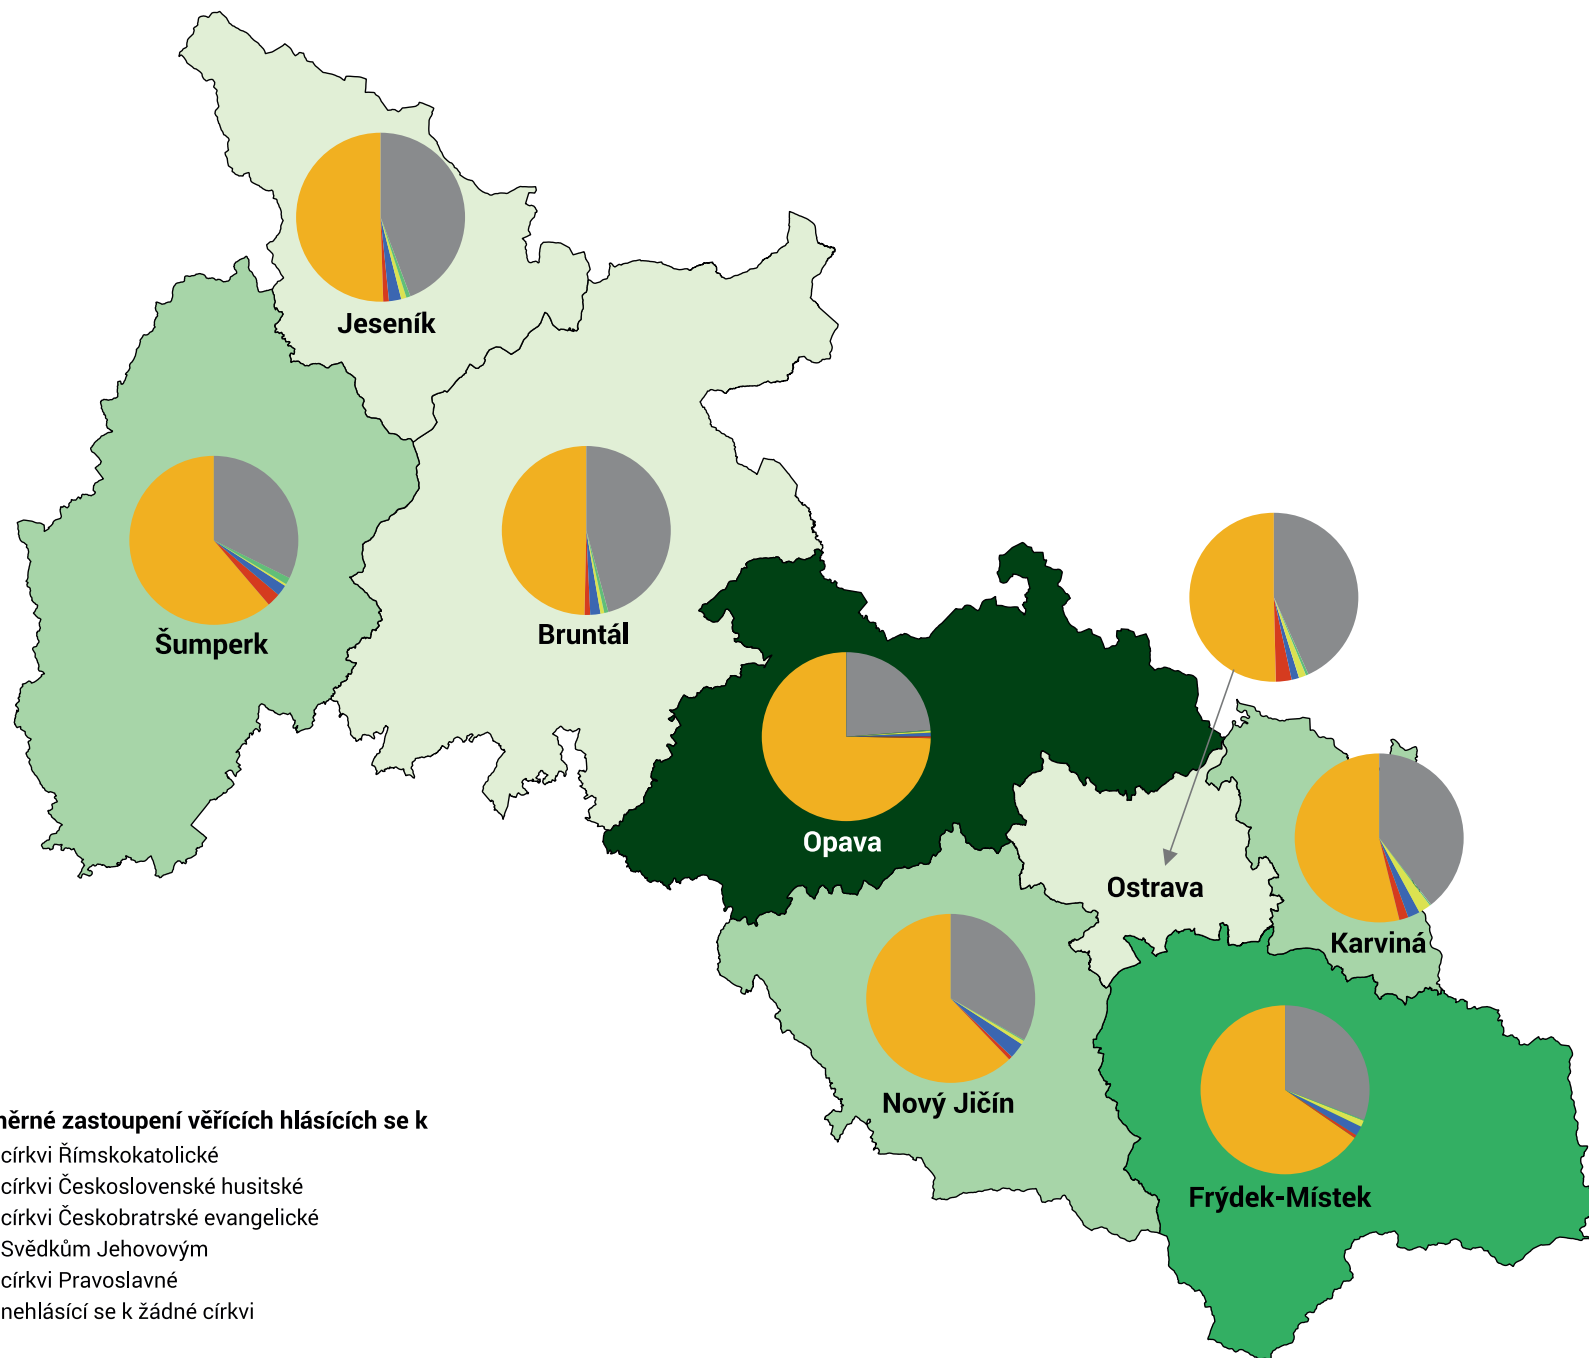 Jeseník
Šumperk
Bruntál
Opava
Ostrava
Karviná
Nový Jičín
Frýdek-Místek
něrné zastoupení věřících hlásících se k
církvi Římskokatolické
církvi Československé husitské
církvi Českobratrské evangelické
Svědkům Jehovovým
církvi Pravoslavné
nehlásící se k žádné církvi